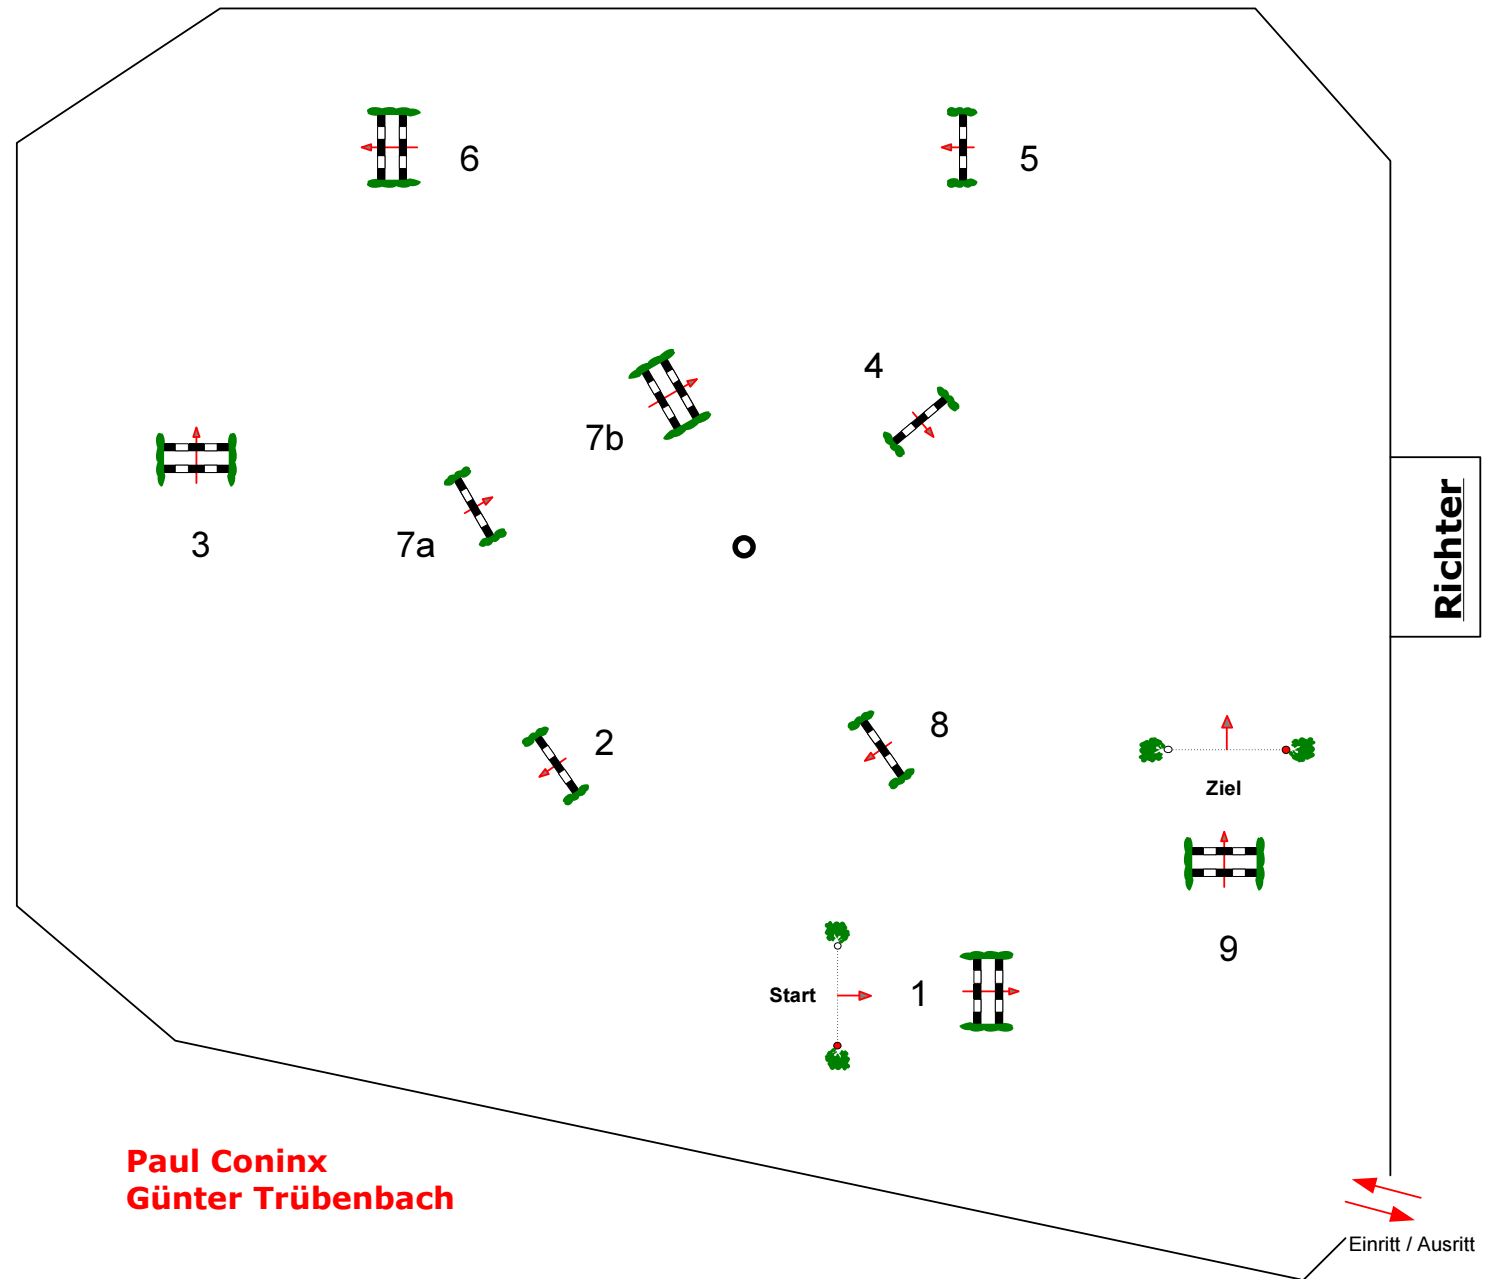 6
5
4
7b
3
7a
Richter
2
8
Ziel
9
Start
1
Paul Coninx
Günter Trübenbach
Einritt / Ausritt